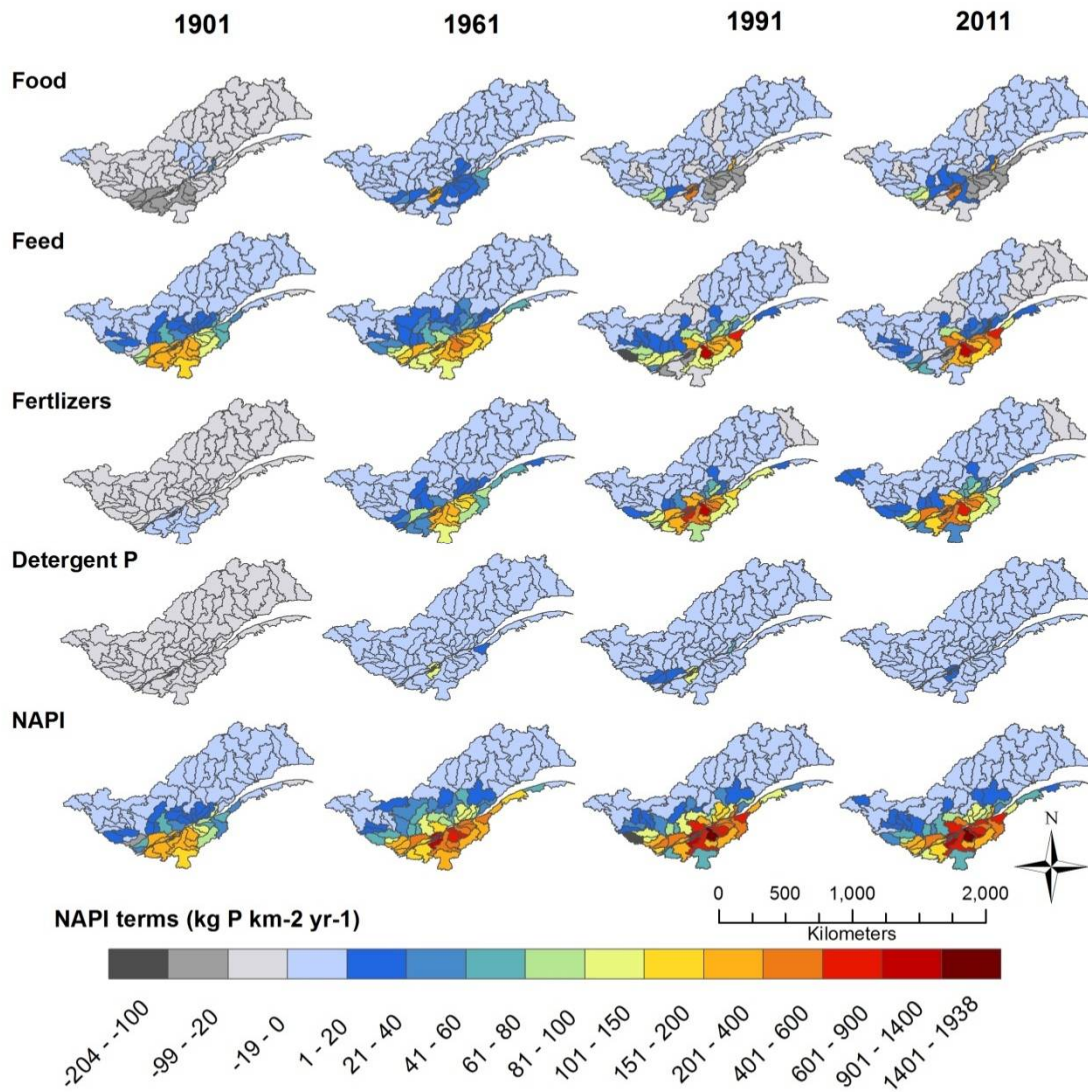 1901 1961 1991 2011
Food
Feed
Fertlizers
Detergent P
NAPI
N
0 500 1,000 2,000
Kilometers
NAPI terms (kg P km-2 yr-1)
-204 - -100 -99 - -20 -19 - 0 1 - 20 21 - 40 41 - 60 61 - 80 81 - 100 101 - 150 151 - 200 201 - 400 401 - 600 601 - 900 901 - 1400 1401 - 1938